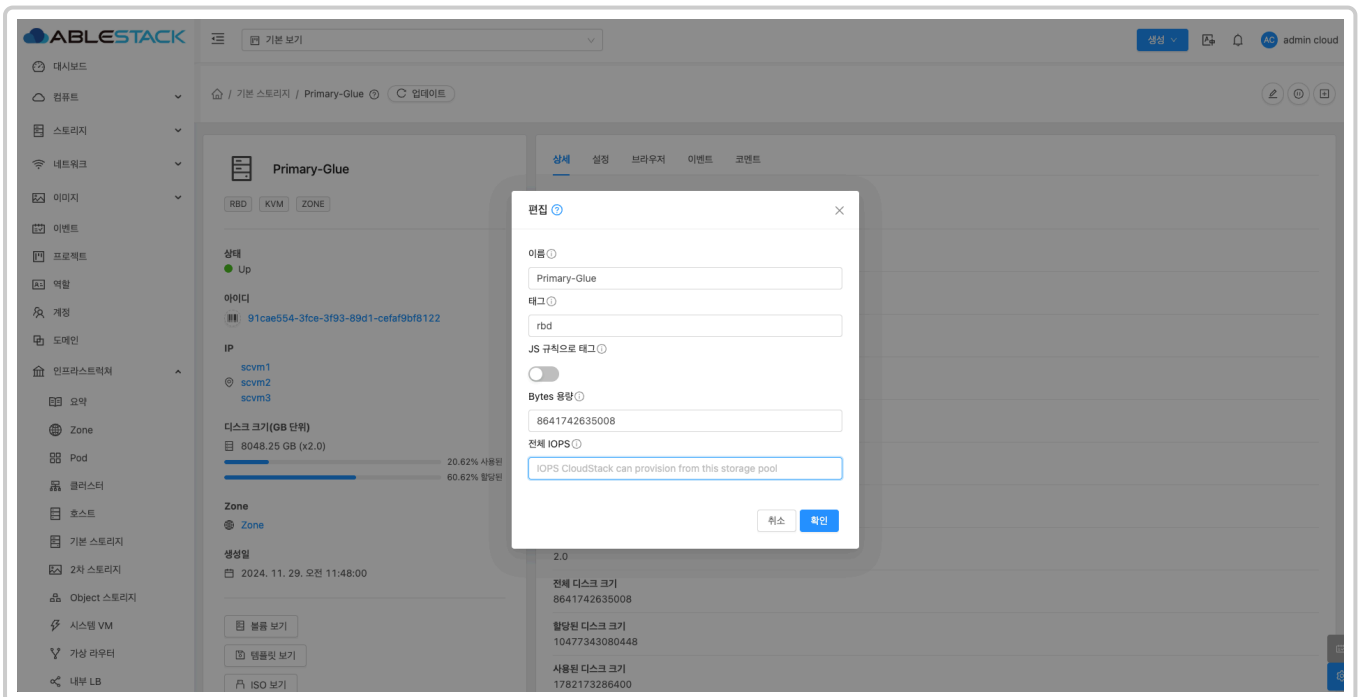 ABLESTACK
기본 보기
생성
AC admin cloud
대시보드
컴퓨트
스토리지
네트워크
이미지
이벤트
프로젝트
역할
계정
도메인
인프라스트럭쳐
요약
Zone
Pod
클러스터
호스트
기본 스토리지
2차 스토리지
Object 스토리지
시스템 VM
가상 라우터
내부 LB
/ 기본 스토리지 / Primary-Glue
업데이트
Primary-Glue
RBD KVM ZONE
상태
Up
아이디
91cae554-3fce-3f93-89d1-cefaf9bf8122
IP
scvm1
scvm2
scvm3
디스크 크기(GB 단위)
8048.25 GB (x2.0)
20.62% 사용된
60.62% 할당된
Zone
Zone
생성일
2024. 11. 29. 오전 11:48:00
볼륨 보기
템플릿 보기
ISO 보기
상세 설정 브라우저 이벤트 코멘트
편집
이름
Primary-Glue
태그
rbd
JS 규칙으로 태그
Bytes 용량
8641742635008
전체 IOPS
IOPS CloudStack can provision from this storage pool
취소 확인
2.0
전체 디스크 크기
8641742635008
할당된 디스크 크기
10477343080448
사용된 디스크 크기
1782173286400